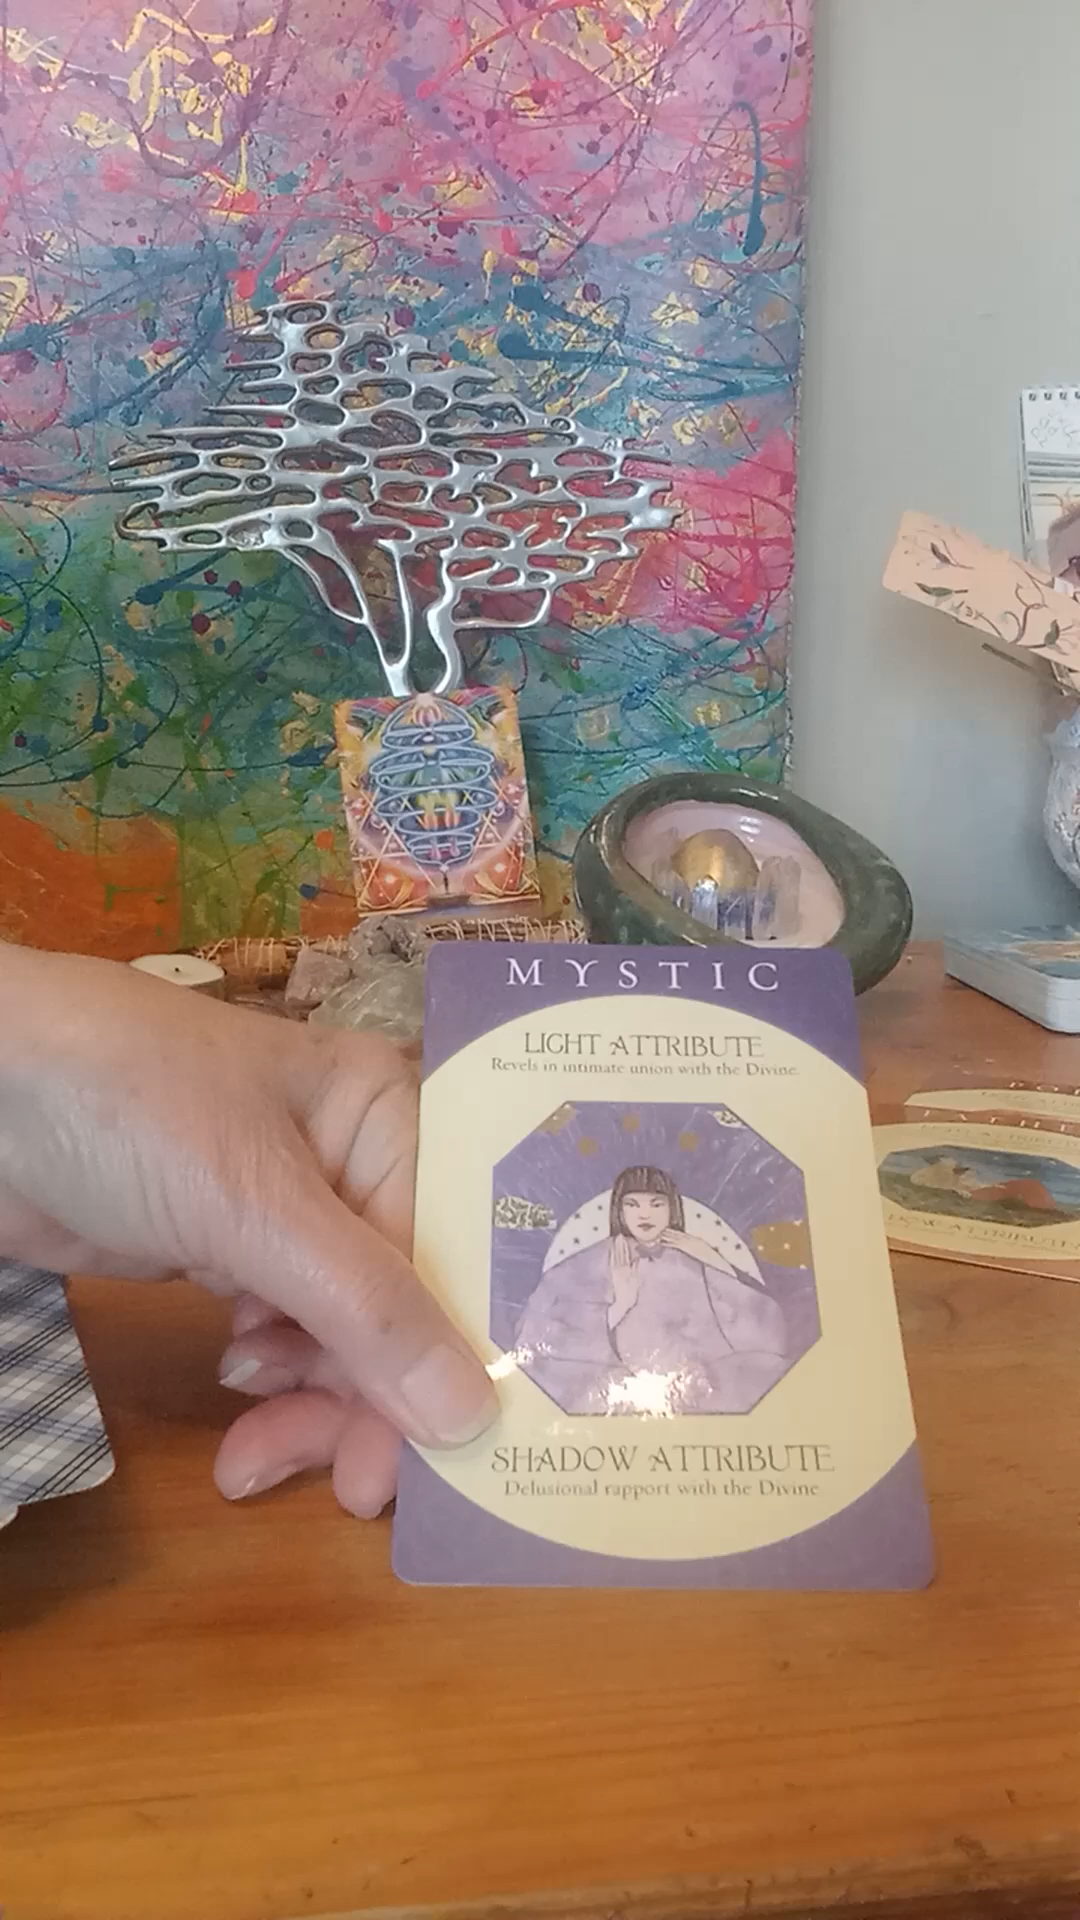 MYSTIC
LIGHT ATTRIBUTE
Revels in intimate union with the Divine.
SHADOW ATTRIBUTE
Delusional rapport with the Divine